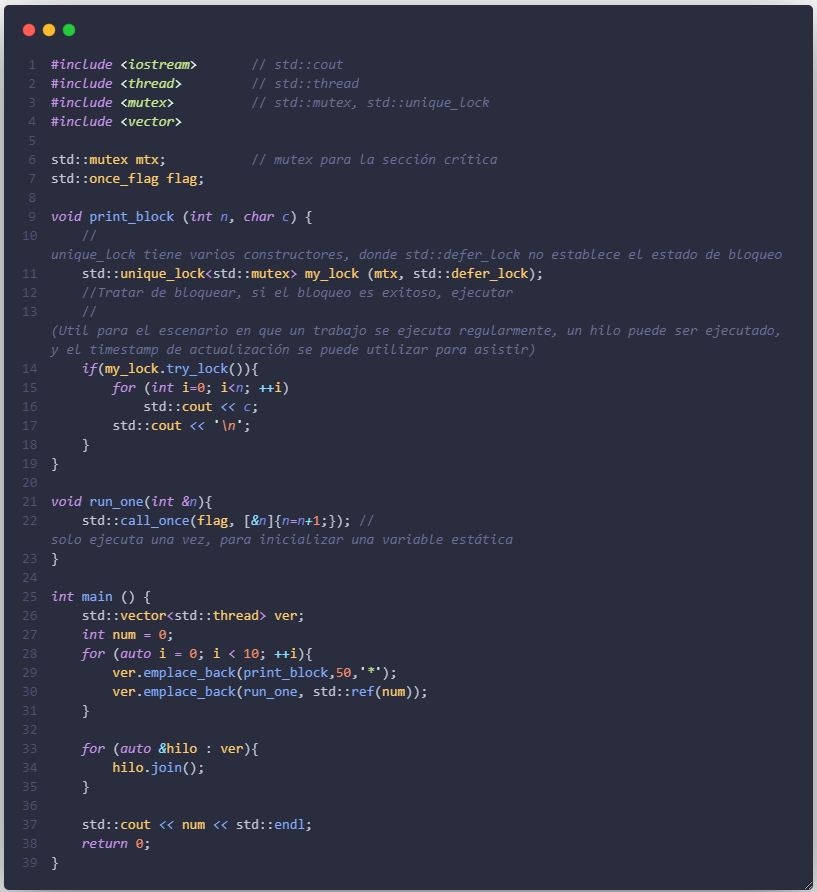 1 #include <iostream>       // std::cout
2 #include <thread>         // std::thread
3 #include <mutex>          // std::mutex, std::unique_lock
4 #include <vector>
5
6 std::mutex mtx;           // mutex para la sección crítica
7 std::once_flag flag;
8
9 void print_block (int n, char c) {
10     //
unique_lock tiene varios constructores, donde std::defer_lock no establece el estado de bloqueo
11     std::unique_lock<std::mutex> my_lock (mtx, std::defer_lock);
12     //Tratar de bloquear, si el bloqueo es exitoso, ejecutar
13     //
(Util para el escenario en que un trabajo se ejecuta regularmente, un hilo puede ser ejecutado,
y el timestamp de actualización se puede utilizar para asistir)
14     if(my_lock.try_lock()){
15         for (int i=0; i<n; ++i)
16             std::cout << c;
17         std::cout << '\n';
18     }
19 }
20
21 void run_one(int &n){
22     std::call_once(flag, [&n]{n=n+1;}); //
solo ejecuta una vez, para inicializar una variable estática
23 }
24
25 int main () {
26     std::vector<std::thread> ver;
27     int num = 0;
28     for (auto i = 0; i < 10; ++i){
29         ver.emplace_back(print_block,50,'*');
30         ver.emplace_back(run_one, std::ref(num));
31     }
32
33     for (auto &hilo : ver){
34         hilo.join();
35     }
36
37     std::cout << num << std::endl;
38     return 0;
39 }